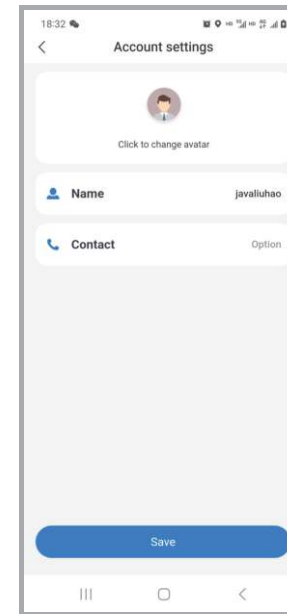 18:32
Account settings
Click to change avatar
Name javaliuhao
Contact Option
Save